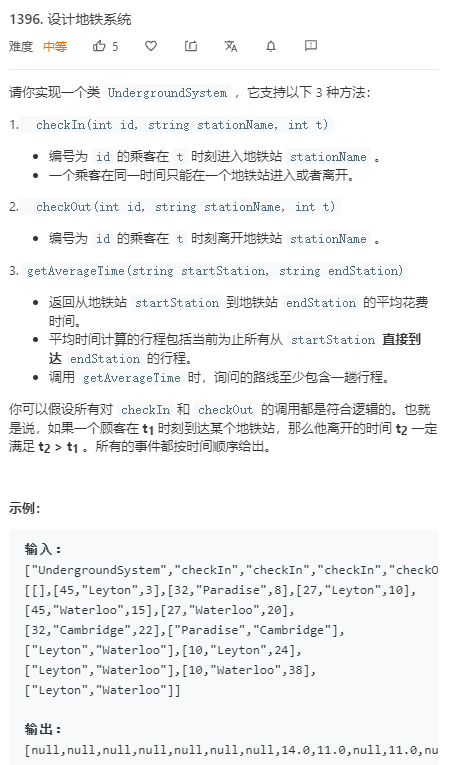 1396. 设计地铁系统
难度 中等 5
请你实现一个类 UndergroundSystem ，它支持以下 3 种方法：
1. checkIn(int id, string stationName, int t)
编号为 id 的乘客在 t 时刻进入地铁站 stationName 。
一个乘客在同一时间只能在一个地铁站进入或者离开。
2. checkOut(int id, string stationName, int t)
编号为 id 的乘客在 t 时刻离开地铁站 stationName 。
3. getAverageTime(string startStation, string endStation)
返回从地铁站 startStation 到地铁站 endStation 的平均花费
时间。
平均时间计算的行程包括当前为止所有从 startStation 直接到
达 endStation 的行程。
调用 getAverageTime 时，询问的路线至少包含一趟行程。
你可以假设所有对 checkIn 和 checkOut 的调用都是符合逻辑的。也就
是说，如果一个顾客在 t1 时刻到达某个地铁站，那么他离开的时间 t2 一定
满足 t2 > t1 。所有的事件都按时间顺序给出。
示例：
输入：
["UndergroundSystem","checkIn","checkIn","checkIn","checkO
[[],[45,"Leyton",3],[32,"Paradise",8],[27,"Leyton",10],
[45,"Waterloo",15],[27,"Waterloo",20],
[32,"Cambridge",22],["Paradise","Cambridge"],
["Leyton","Waterloo"],[10,"Leyton",24],
["Leyton","Waterloo"],[10,"Waterloo",38],
["Leyton","Waterloo"]]
输出：
[null,null,null,null,null,null,null,14.0,11.0,null,11.0,nu